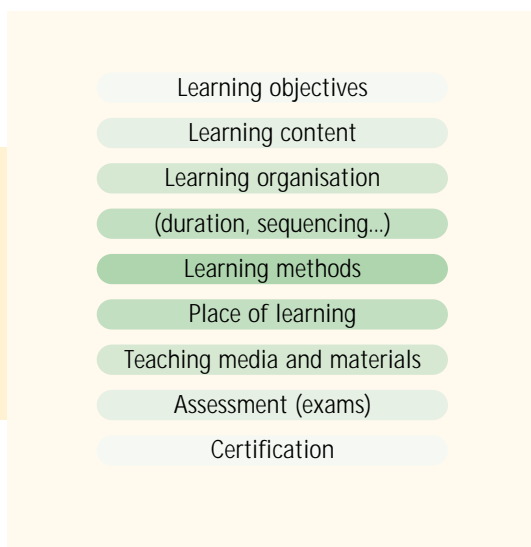 Learning objectives
Learning content
Learning organisation
(duration, sequencing...)
Learning methods
Place of learning
Teaching media and materials
Assessment (exams)
Certification